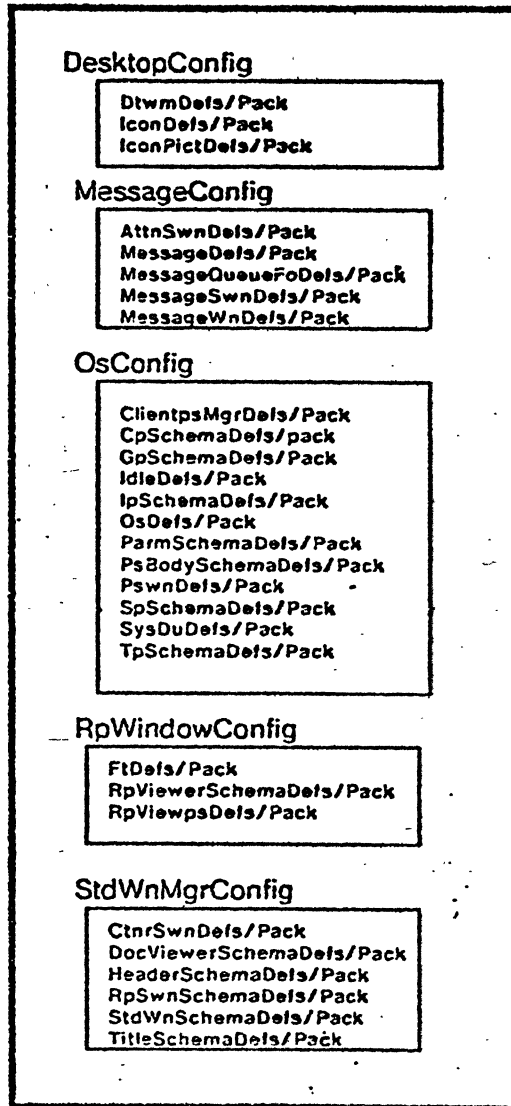 DesktopConfig
DtwmDefs/Pack
IconDefs/Pack
IconPictDefs/Pack
MessageConfig
AttnSwnDefs/Pack
MessageDefs/Pack
MessageQueueFoDefs/Pack
MessageSwnDefs/Pack
MessageWnDefs/Pack
OsConfig
ClientpsMgrDefs/Pack
CpSchemaDefs/pack
GpSchemaDefs/Pack
IdleDefs/Pack
IpSchemaDefs/Pack
OsDefs/Pack
ParmSchemaDefs/Pack
PsBodySchemaDefs/Pack
PswnDefs/Pack
SpSchemaDefs/Pack
SysDuDefs/Pack
TpSchemaDefs/Pack
RpWindowConfig
FtDefs/Pack
RpViewerSchemaDefs/Pack
RpViewpsDefs/Pack
StdWnMgrConfig
CtnrSwnDefs/Pack
DocViewerSchemaDefs/Pack
HeaderSchemaDefs/Pack
RpSwnSchemaDefs/Pack
StdWnSchemaDefs/Pack
TitleSchemaDefs/Pack